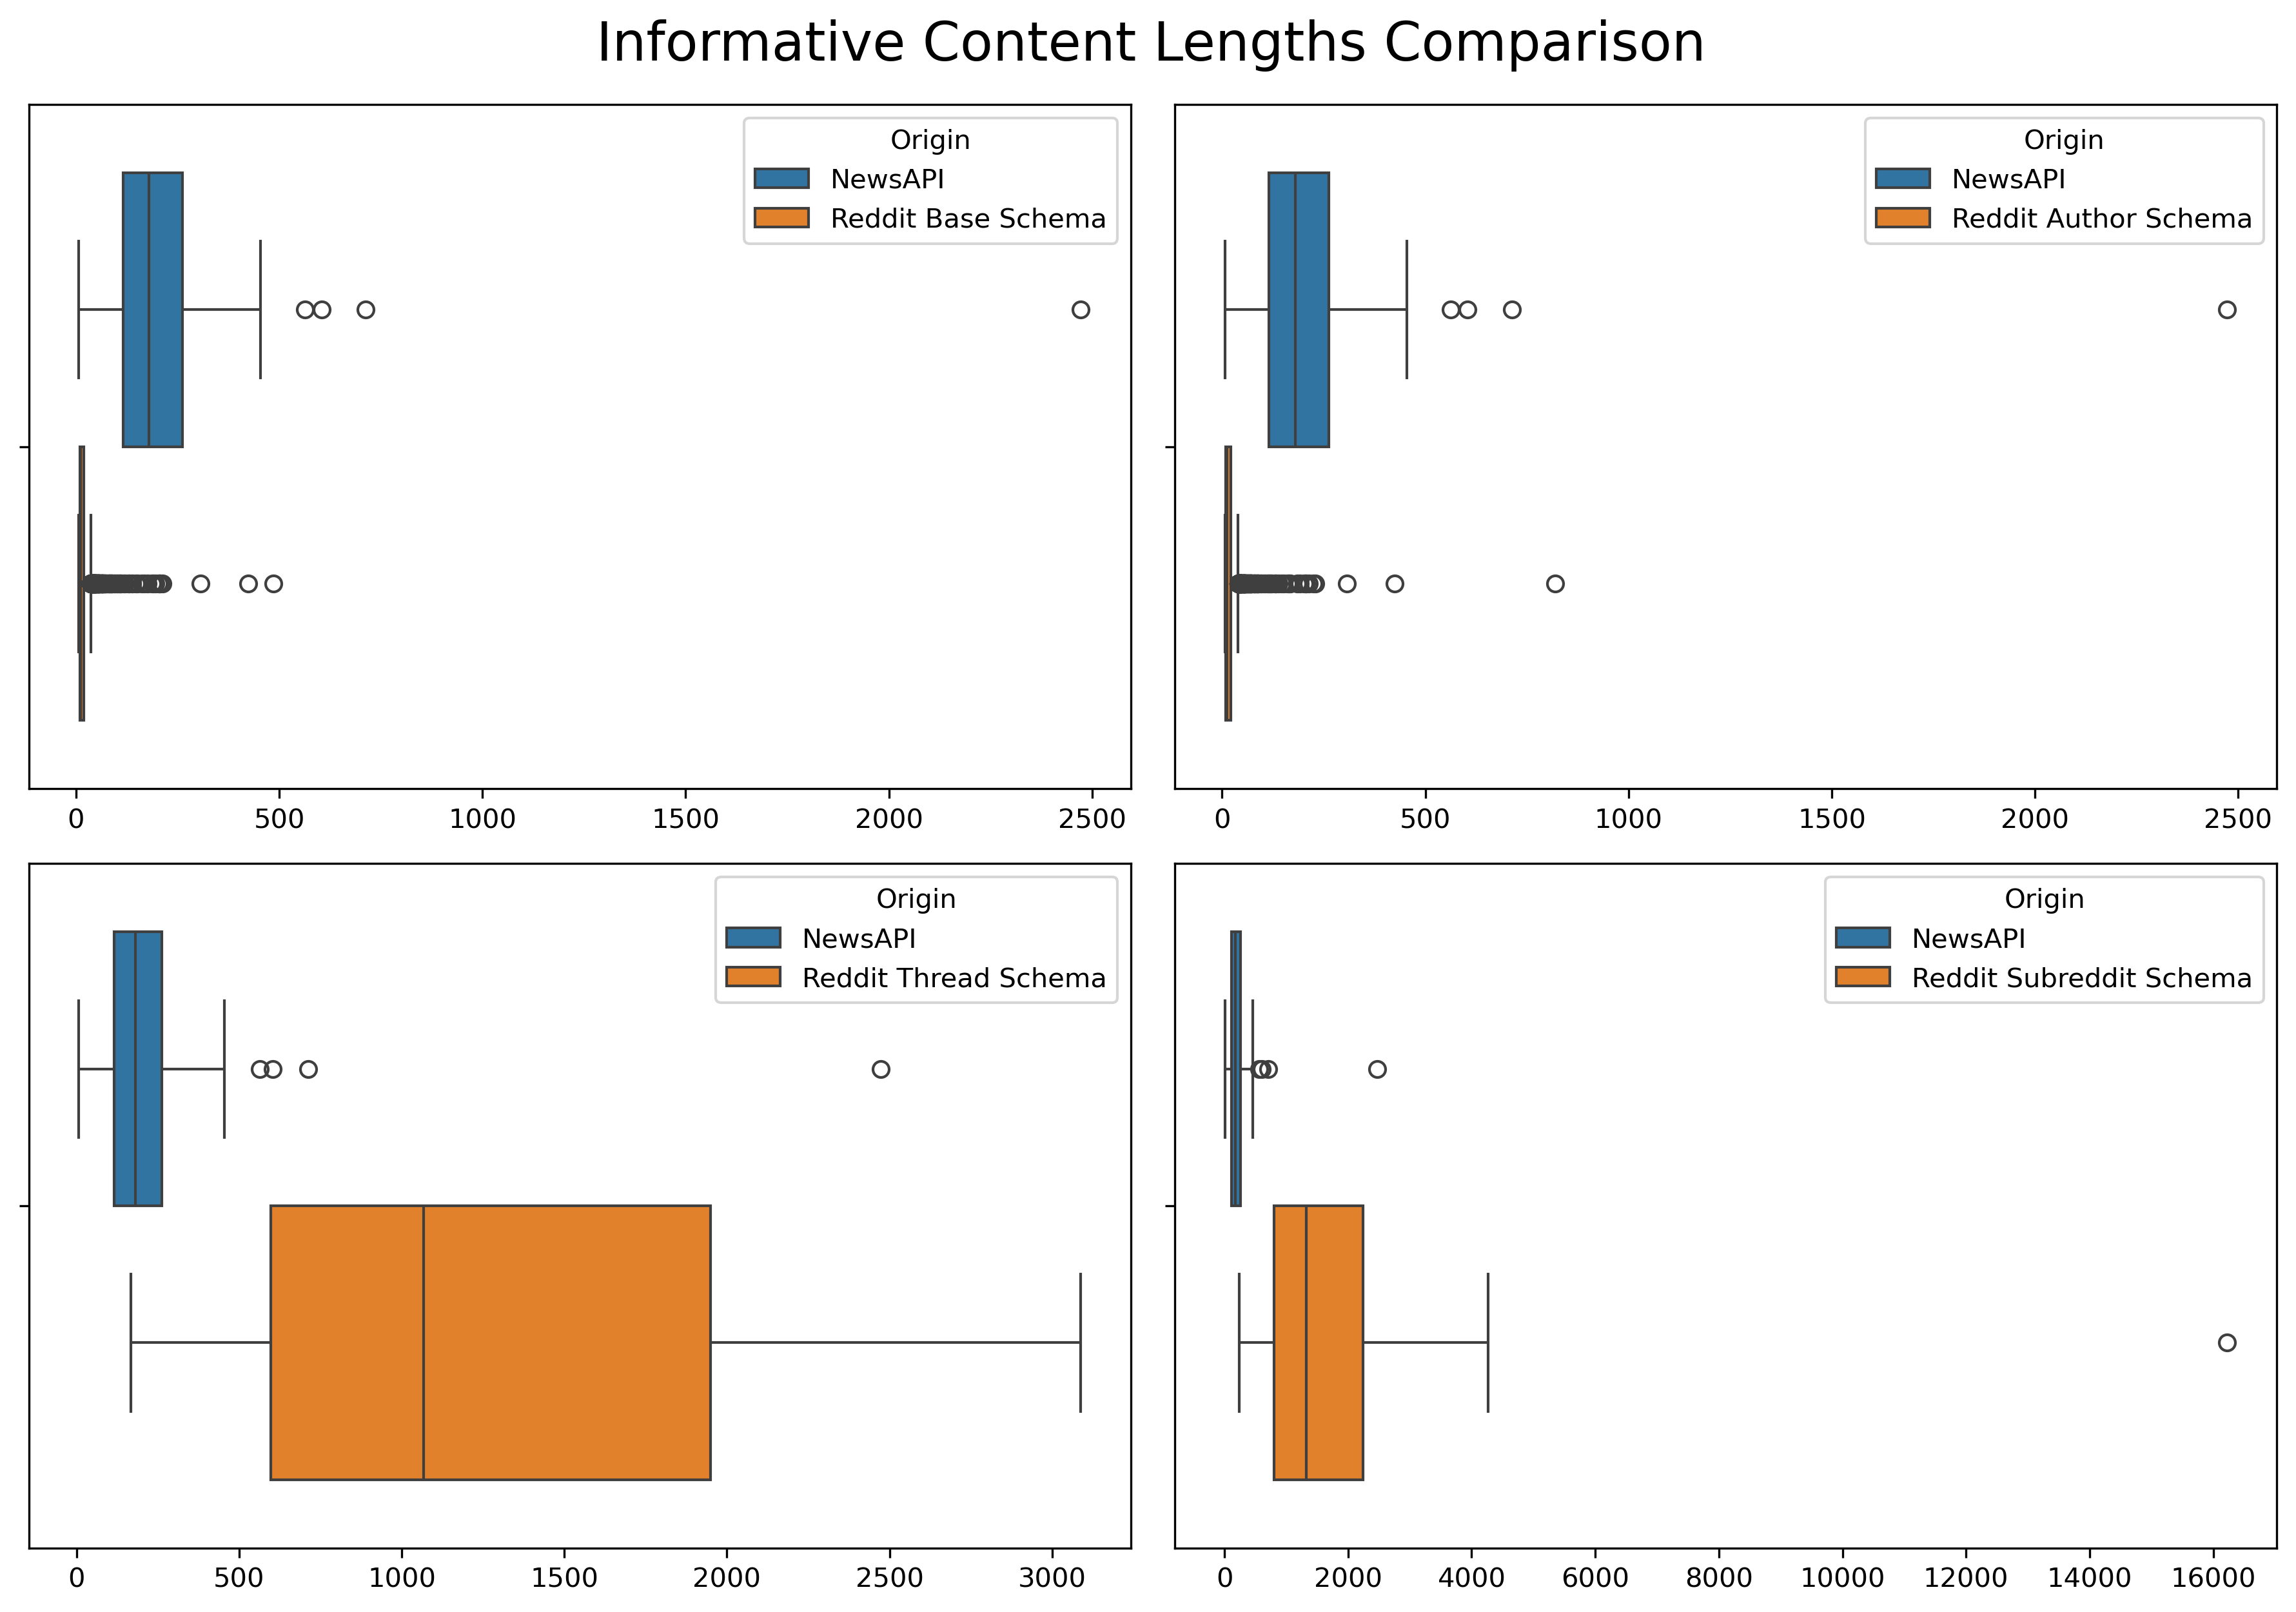 Informative Content Lengths Comparison
Origin
NewsAPI
Reddit Base Schema
0 500 1000 1500 2000 2500
Origin
NewsAPI
Reddit Author Schema
0 500 1000 1500 2000 2500
Origin
NewsAPI
Reddit Thread Schema
0 500 1000 1500 2000 2500 3000
Origin
NewsAPI
Reddit Subreddit Schema
0 2000 4000 6000 8000 10000 12000 14000 16000